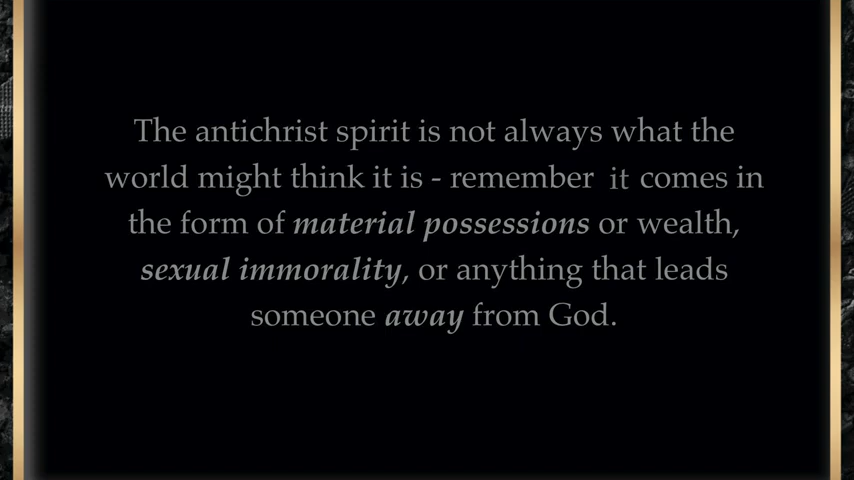 The antichrist spirit is not always what the
world might think it is - remember it comes in
the form of material possessions or wealth,
sexual immorality, or anything that leads
someone away from God.